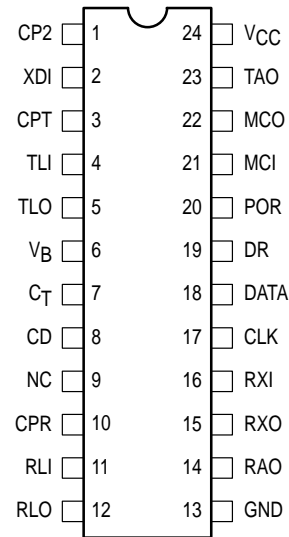 CP2 1 24 VCC
XDI 2 23 TAO
CPT 3 22 MCO
TLI 4 21 MCI
TLO 5 20 POR
VB 6 19 DR
CT 7 18 DATA
CD 8 17 CLK
NC 9 16 RXI
CPR 10 15 RXO
RLI 11 14 RAO
RLO 12 13 GND